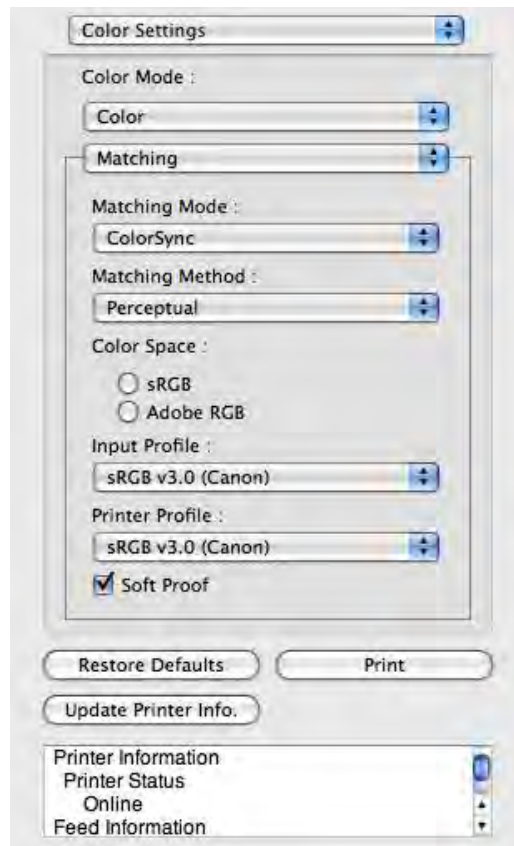 Color Settings
Color Mode :
Color
Matching
Matching Mode :
ColorSync
Matching Method :
Perceptual
Color Space :
sRGB
Adobe RGB
Input Profile :
sRGB v3.0 (Canon)
Printer Profile :
sRGB v3.0 (Canon)
Soft Proof
Restore Defaults Print
Update Printer Info.
Printer Information
Printer Status
Online
Feed Information